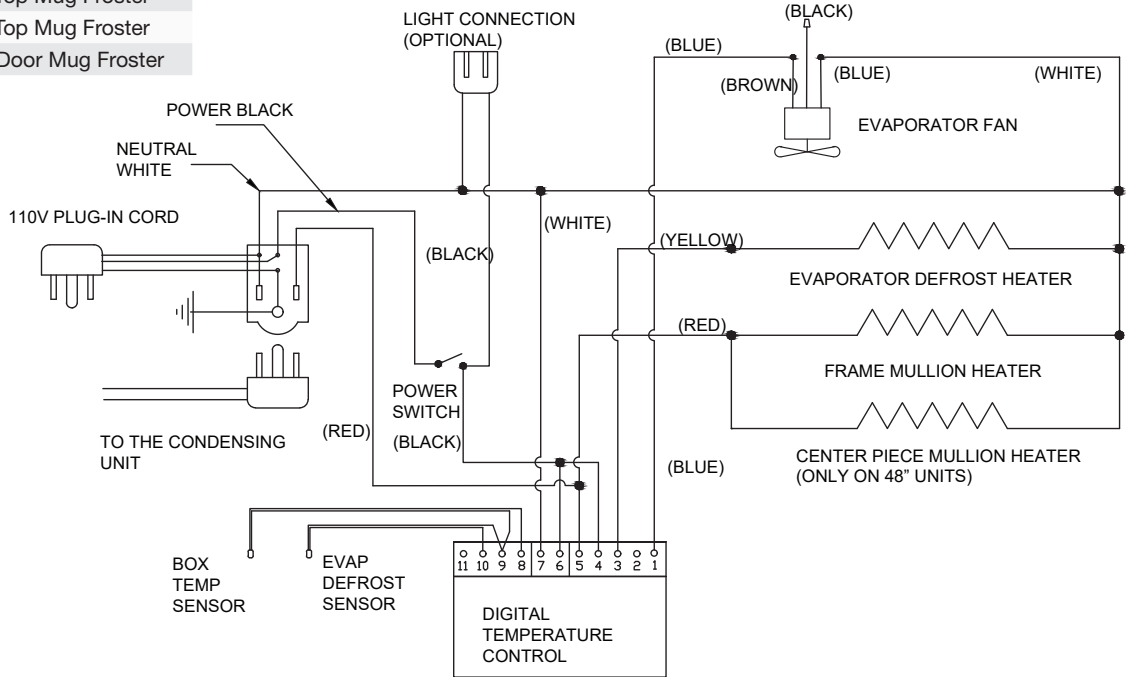 Top Mug Froster
Top Mug Froster
Door Mug Froster
LIGHT CONNECTION
(OPTIONAL)
(BLACK)
(BLUE)
(BROWN)
(BLUE)
(WHITE)
EVAPORATOR FAN
POWER BLACK
NEUTRAL
WHITE
110V PLUG-IN CORD
(BLACK)
(WHITE)
(YELLOW)
EVAPORATOR DEFROST HEATER
(RED)
FRAME MULLION HEATER
POWER
SWITCH
(BLACK)
(RED)
TO THE CONDENSING
UNIT
(BLUE)
CENTER PIECE MULLION HEATER
(ONLY ON 48” UNITS)
BOX
TEMP
SENSOR
EVAP
DEFROST
SENSOR
11 10 9 8 7 6 5 4 3 2 1
DIGITAL
TEMPERATURE
CONTROL